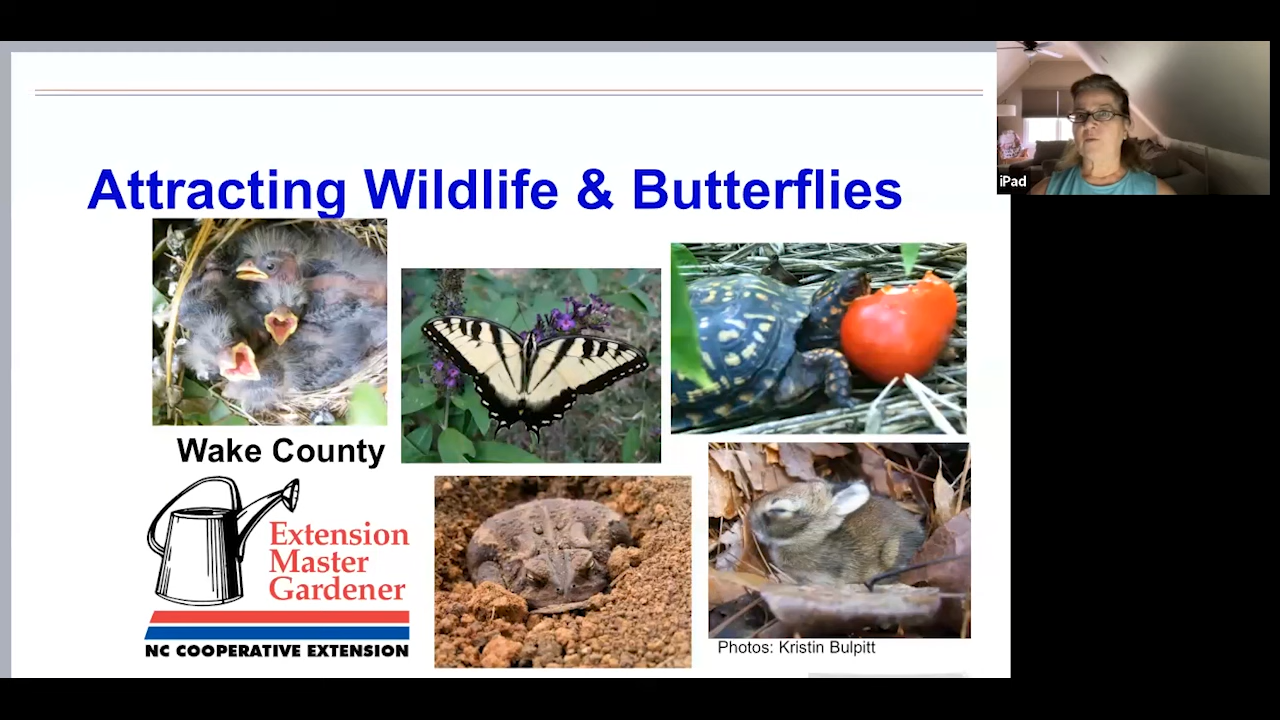 Attracting Wildlife & Butterflies
iPad
Wake County
Extension
Master
Gardener
NC COOPERATIVE EXTENSION
Photos: Kristin Bulpitt